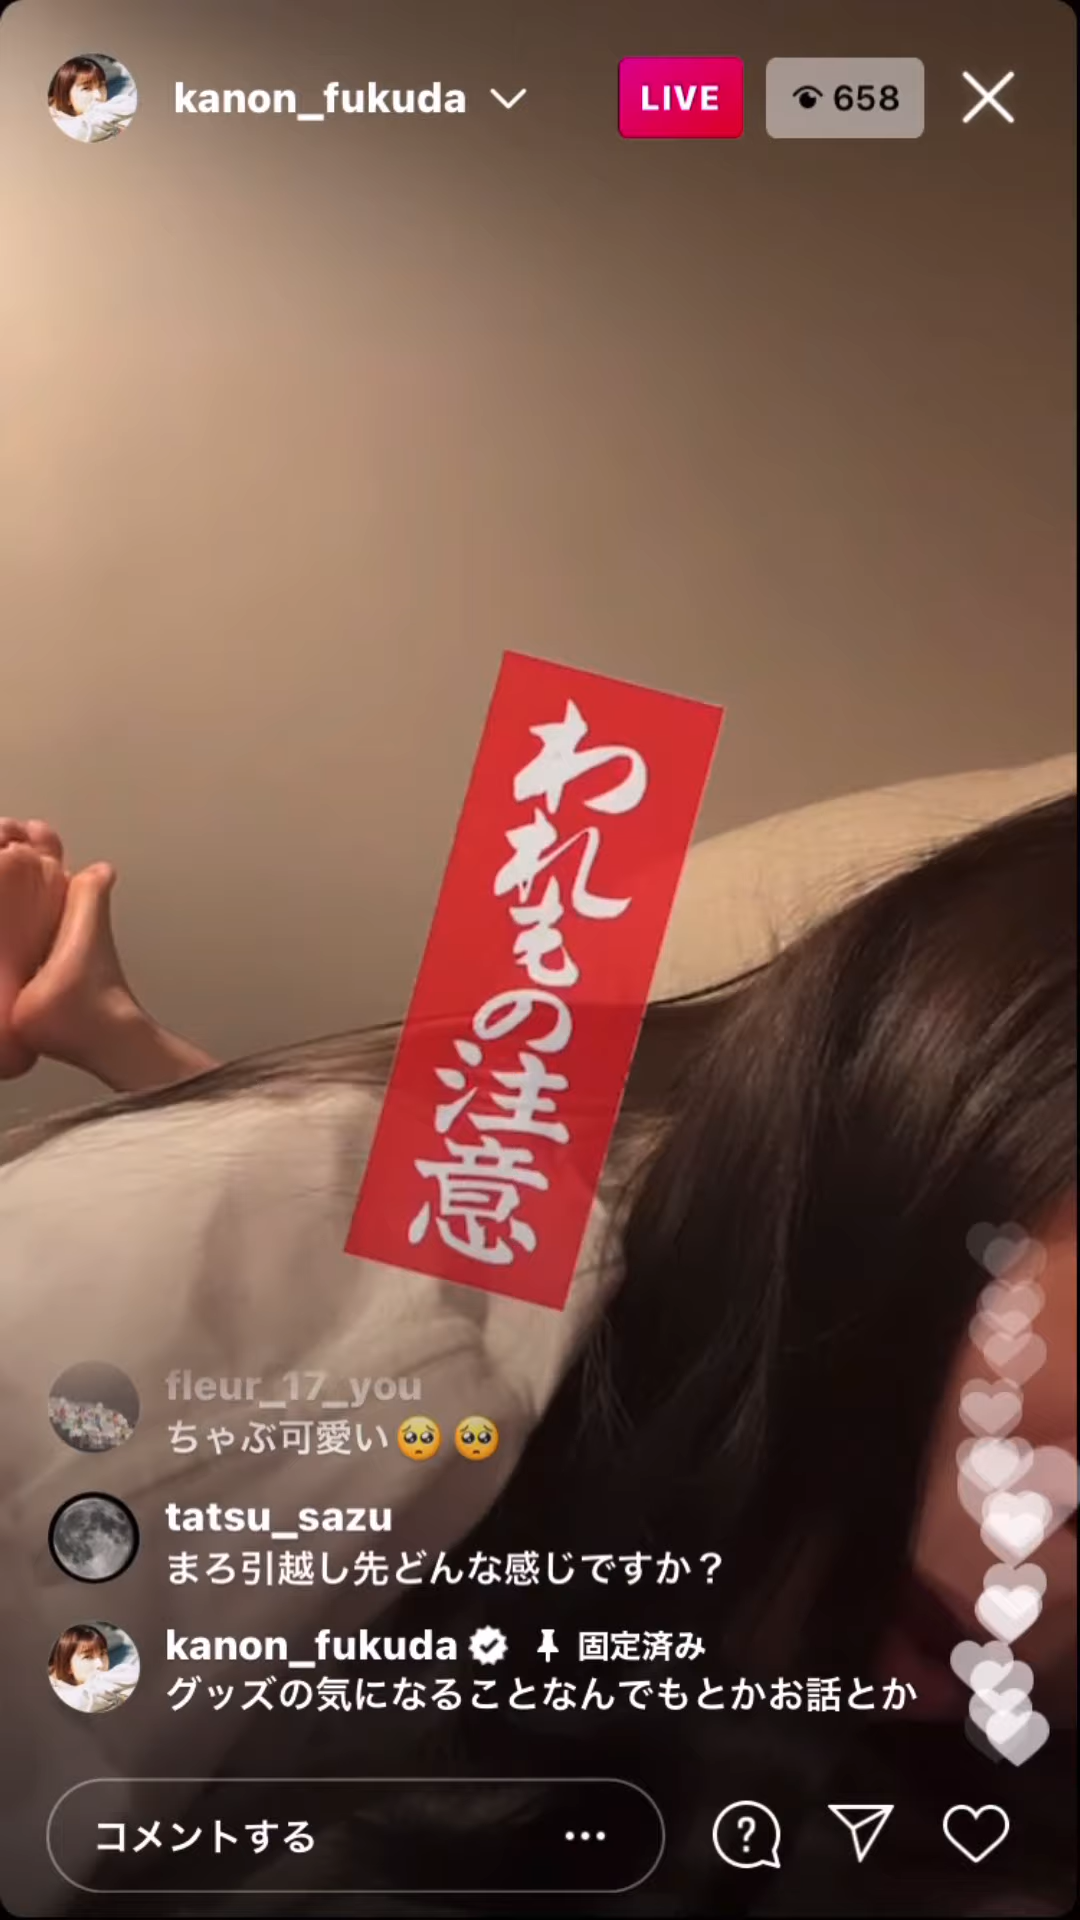 kanon_fukuda
LIVE
658
われもの注意
fleur_17_you
ちゃぶ可愛い🥺🥺
tatsu_sazu
まろ引越し先どんな感じですか？
kanon_fukuda 固定済み
グッズの気になることなんでもとかお話とか
コメントする